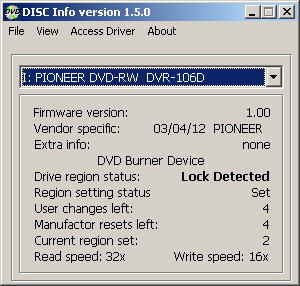 DVD DISC Info version 1.5.0
File View Access Driver About
I: PIONEER DVD-RW DVR-106D
Firmware version: 1.00
Vendor specific: 03/04/12 PIONEER
Extra info: none
DVD Burner Device
Drive region status: Lock Detected
Region setting status Set
User changes left: 4
Manufactor resets left: 4
Current region set: 2
Read speed: 32x Write speed: 16x